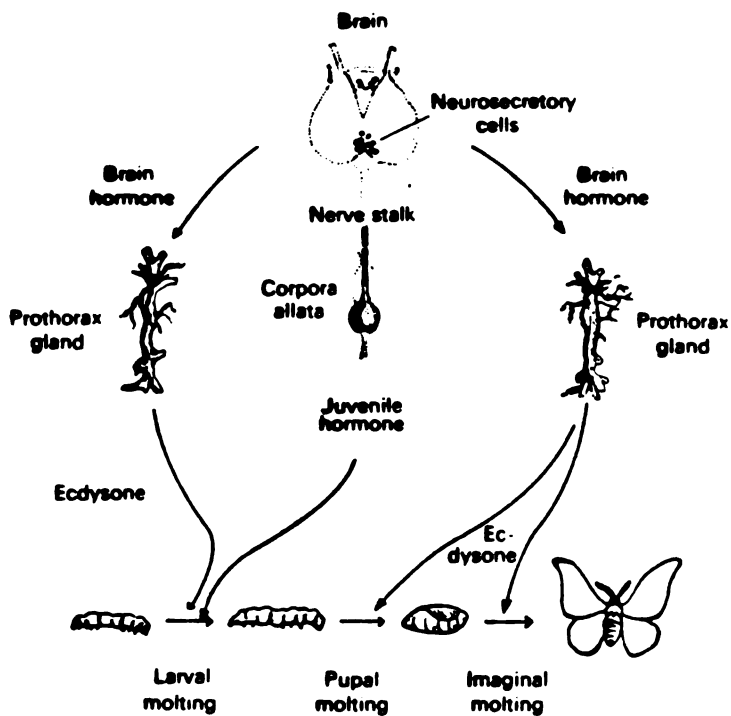 Brain
Neurosecretory
cells
Brain
hormone
Brain
hormone
Nerve stalk
Corpora
allata
Prothorax
gland
Prothorax
gland
Juvenile
hormone
Ecdysone
Ec-
dysone
Larval
molting
Pupal
molting
Imaginal
molting